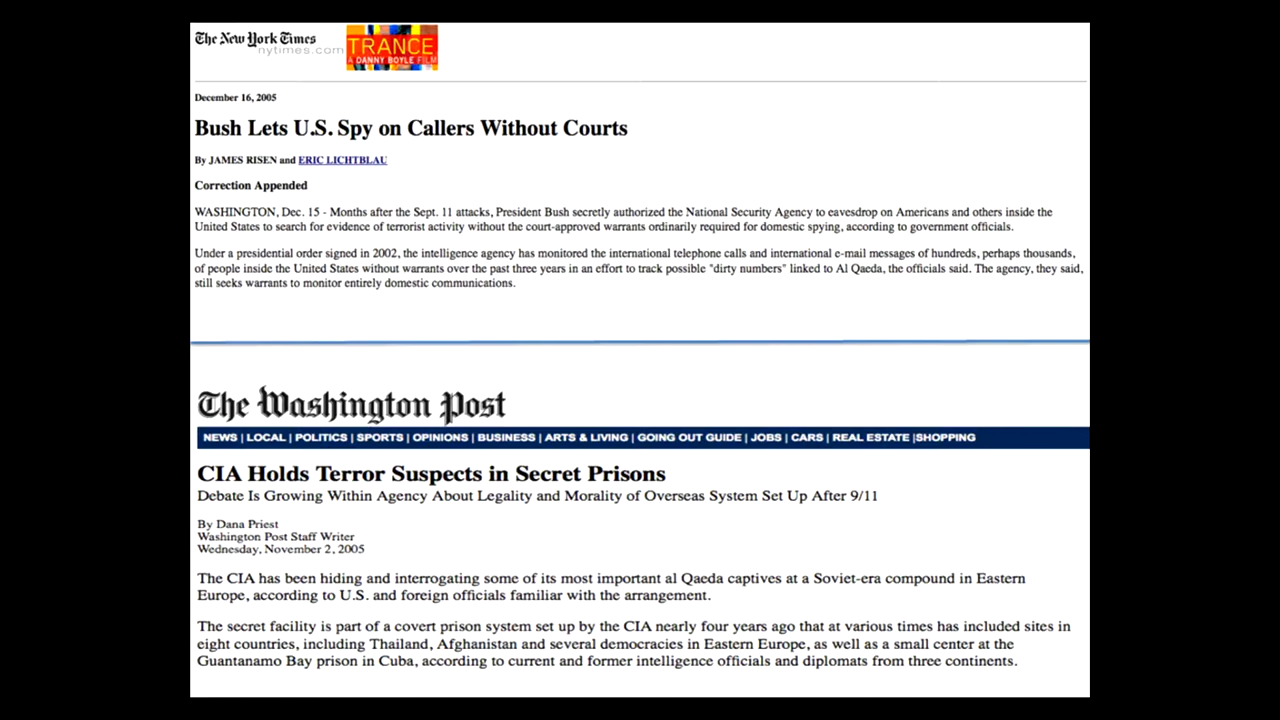 The New York Times
nytimes.com
TRANCE
A DANNY BOYLE FILM
December 16, 2005
Bush Lets U.S. Spy on Callers Without Courts
By JAMES RISEN and ERIC LICHTBLAU
Correction Appended
WASHINGTON, Dec. 15 - Months after the Sept. 11 attacks, President Bush secretly authorized the National Security Agency to eavesdrop on Americans and others inside the
United States to search for evidence of terrorist activity without the court-approved warrants ordinarily required for domestic spying, according to government officials.
Under a presidential order signed in 2002, the intelligence agency has monitored the international telephone calls and international e-mail messages of hundreds, perhaps thousands,
of people inside the United States without warrants over the past three years in an effort to track possible "dirty numbers" linked to Al Qaeda, the officials said. The agency, they said,
still seeks warrants to monitor entirely domestic communications.
The Washington Post
NEWS | LOCAL | POLITICS | SPORTS | OPINIONS | BUSINESS | ARTS & LIVING | GOING OUT GUIDE | JOBS | CARS | REAL ESTATE |SHOPPING
CIA Holds Terror Suspects in Secret Prisons
Debate Is Growing Within Agency About Legality and Morality of Overseas System Set Up After 9/11
By Dana Priest
Washington Post Staff Writer
Wednesday, November 2, 2005
The CIA has been hiding and interrogating some of its most important al Qaeda captives at a Soviet-era compound in Eastern
Europe, according to U.S. and foreign officials familiar with the arrangement.
The secret facility is part of a covert prison system set up by the CIA nearly four years ago that at various times has included sites in
eight countries, including Thailand, Afghanistan and several democracies in Eastern Europe, as well as a small center at the
Guantanamo Bay prison in Cuba, according to current and former intelligence officials and diplomats from three continents.